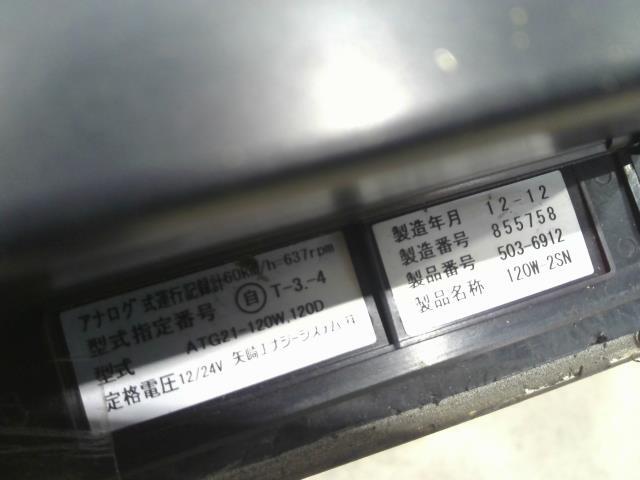 アナログ式運行記録計60km/h=637rpm
型式指定番号 自 T-3.-4
型式 ATG21-120W,120D
定格電圧12/24V 矢崎エナジーシステム
製造年月 12-12
製造番号 855758
製品番号 503-6912
製品名称 120W-2SN